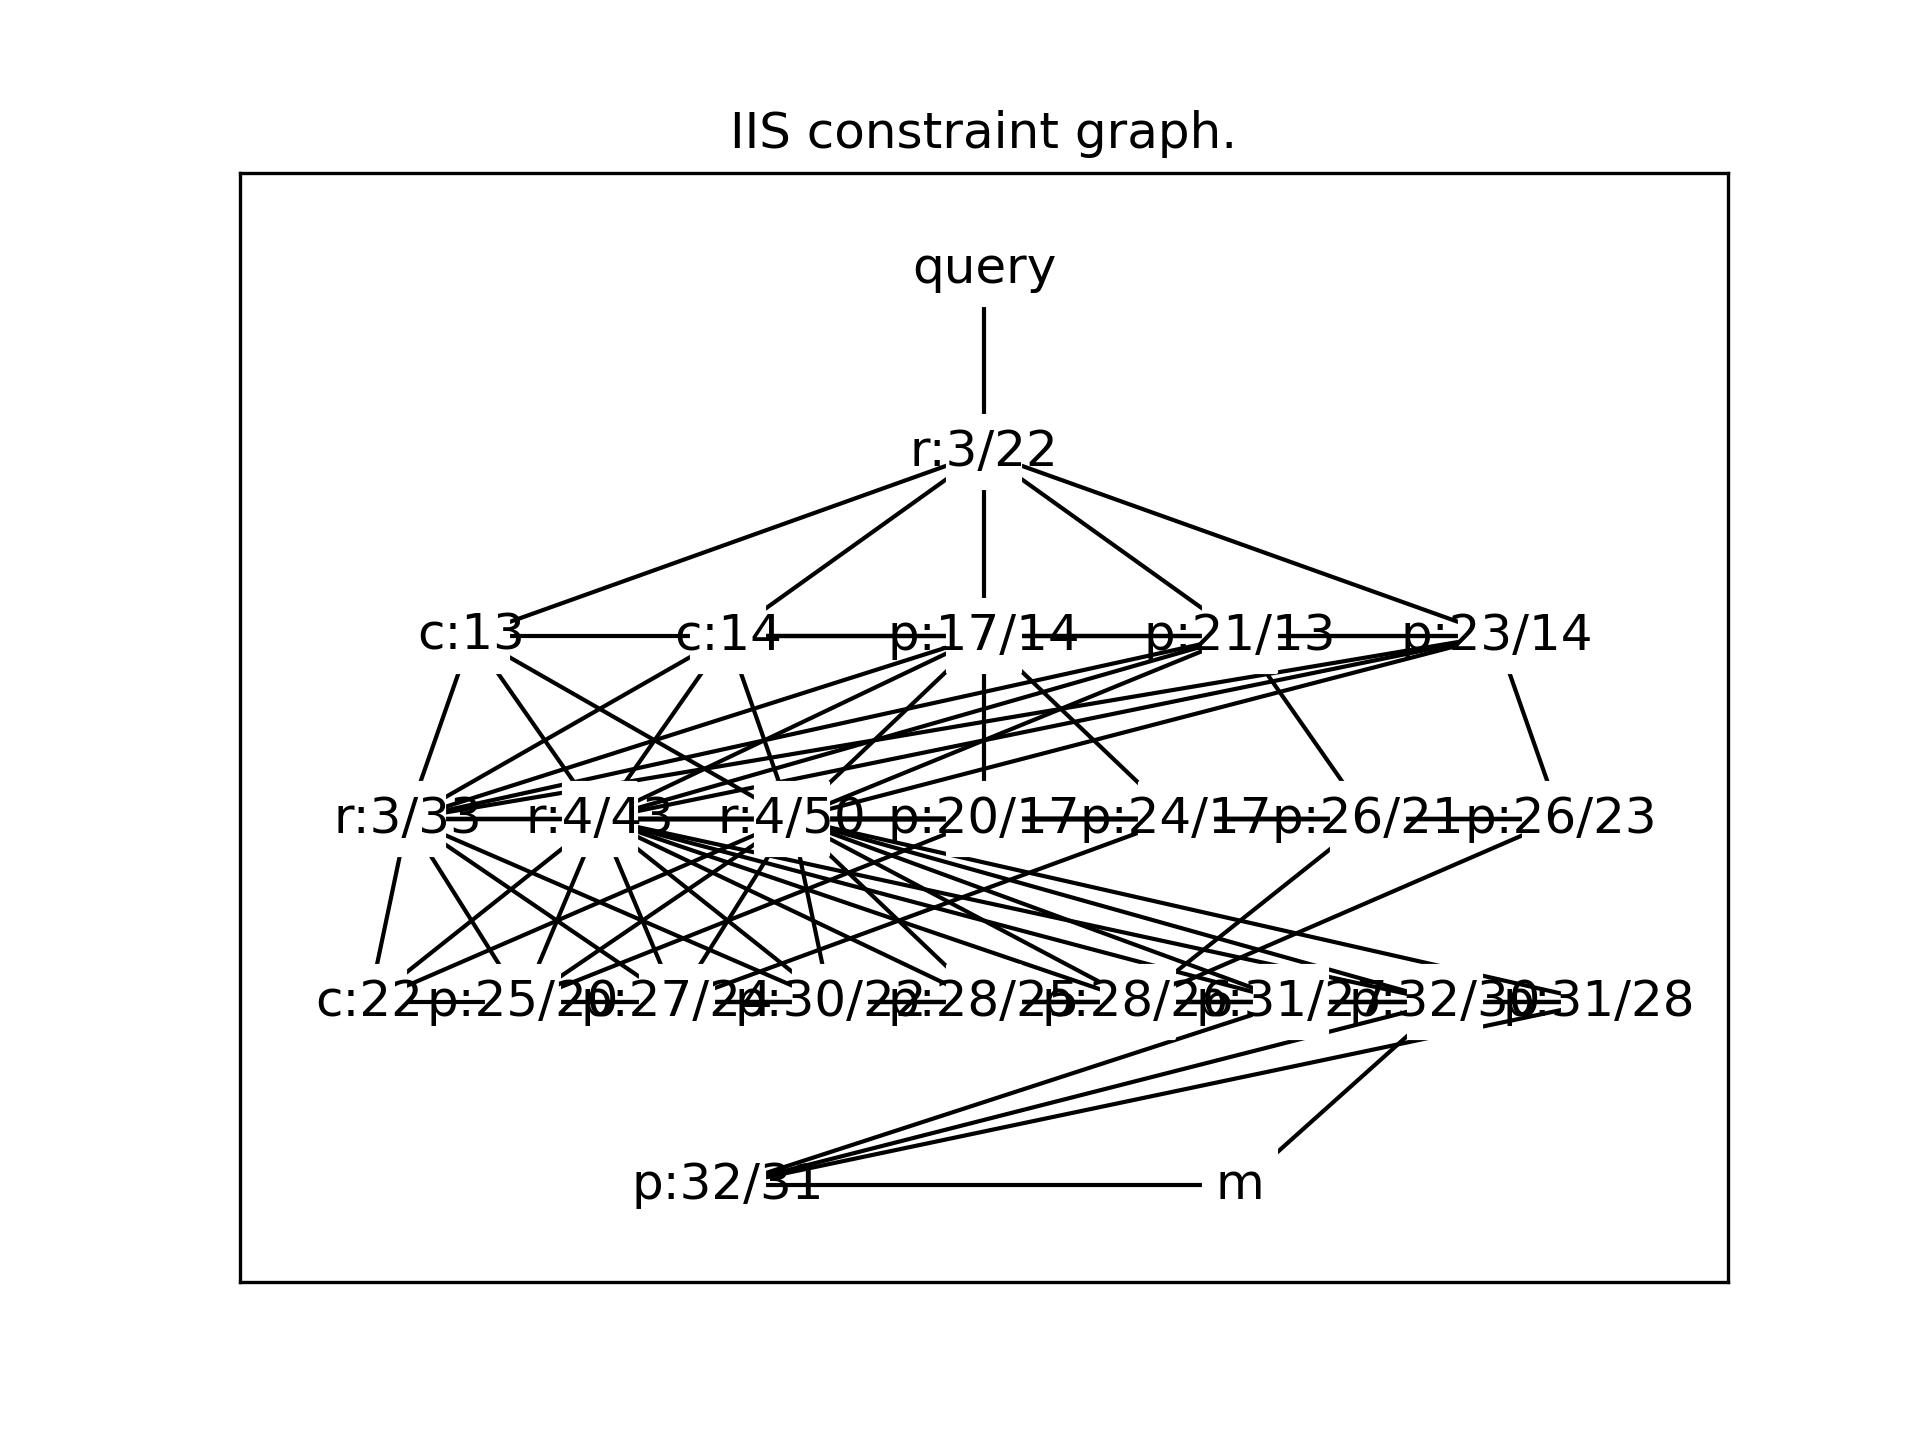 IIS constraint graph.
query
r:3/22
c:13 c:14 p:17/14 p:21/13 p:23/14
r:3/33 r:4/43 r:4/50 p:20/17 p:24/17 p:26/21 p:26/23
c:22 p:25/20 p:27/24 p:30/22 p:28/25 p:28/26 p:31/27 p:32/30 p:31/28
p:32/31 m